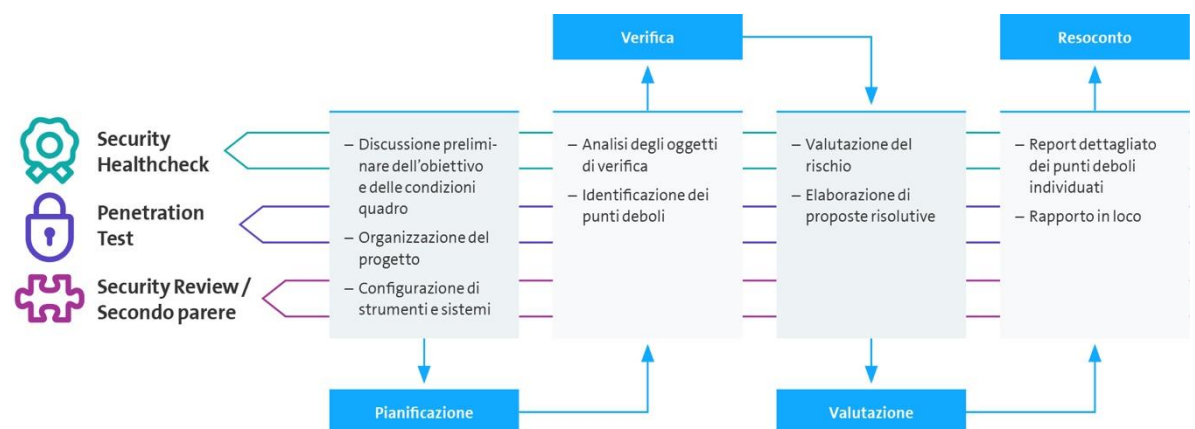 Verifica
Resoconto
Security
Healthcheck
Penetration
Test
Security Review /
Secondo parere
– Discussione prelimi-
nare dell’obiettivo
e delle condizioni
quadro
– Organizzazione del
progetto
– Configurazione di
strumenti e sistemi
– Analisi degli oggetti
di verifica
– Identificazione dei
punti deboli
– Valutazione del
rischio
– Elaborazione di
proposte risolutive
– Report dettagliato
dei punti deboli
individuati
– Rapporto in loco
Pianificazione
Valutazione